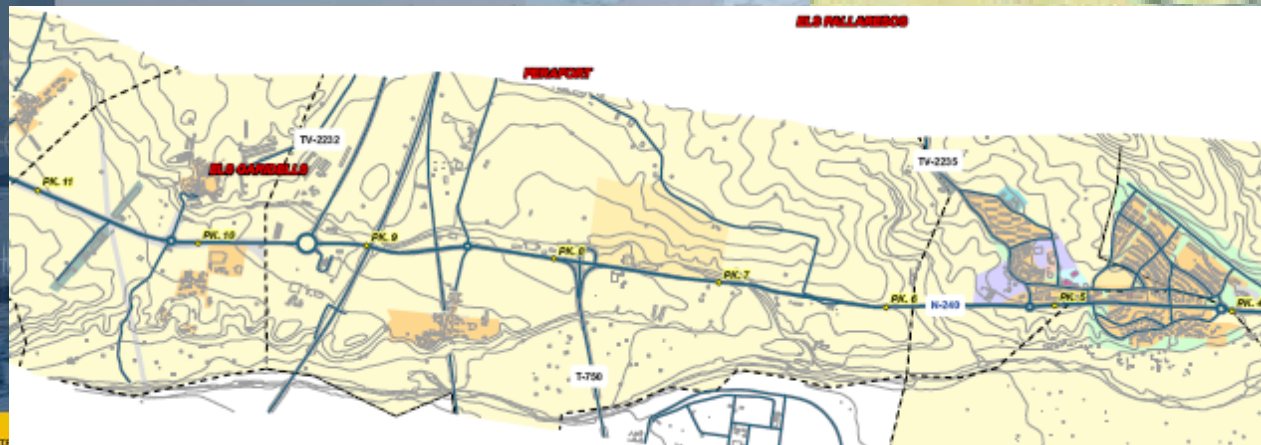 ELS PALLARESOS
PERAFORT
TV-2232
TV-2235
ELS GARIDELLS
PK. 11
PK. 10
PK. 9
PK. 8
PK. 7
PK. 6
N-240
PK. 5
PK. 4
T-750